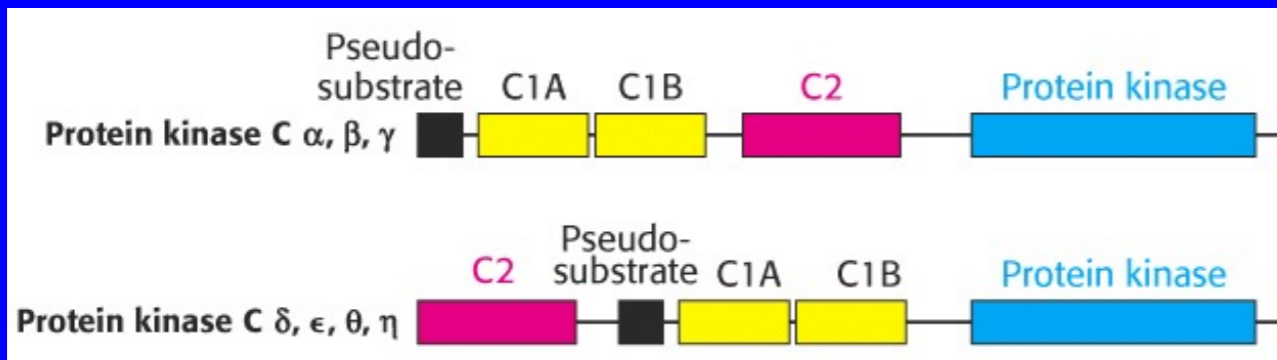 Pseudo-
substrate C1A C1B C2 Protein kinase
Protein kinase C α, β, γ
Pseudo-
C2 substrate C1A C1B Protein kinase
Protein kinase C δ, ϵ, θ, η